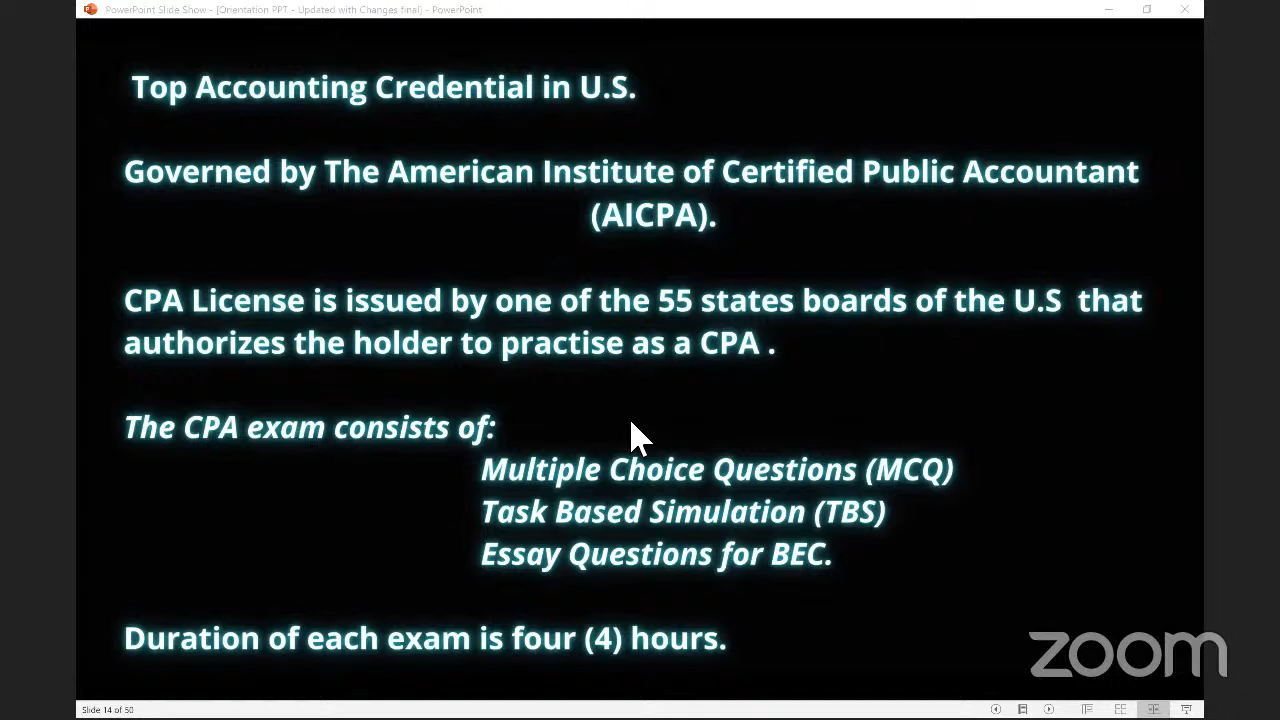 PowerPoint Slide Show - [Orientation PPT - Updated with Changes final] - PowerPoint
Top Accounting Credential in U.S.
Governed by The American Institute of Certified Public Accountant
(AICPA).
CPA License is issued by one of the 55 states boards of the U.S that
authorizes the holder to practise as a CPA .
The CPA exam consists of:
Multiple Choice Questions (MCQ)
Task Based Simulation (TBS)
Essay Questions for BEC.
Duration of each exam is four (4) hours.
zoom
Slide 14 of 50